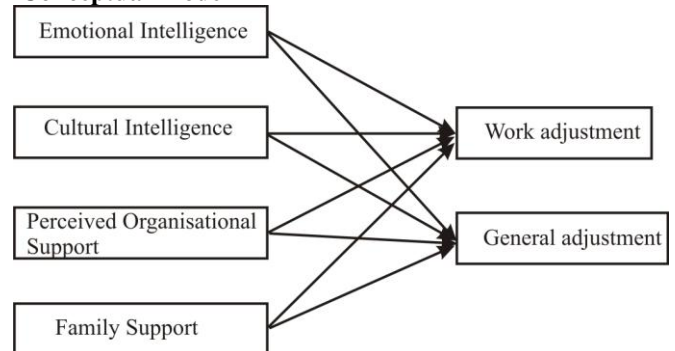 Emotional Intelligence
Cultural Intelligence
Work adjustment
Perceived Organisational
Support
General adjustment
Family Support